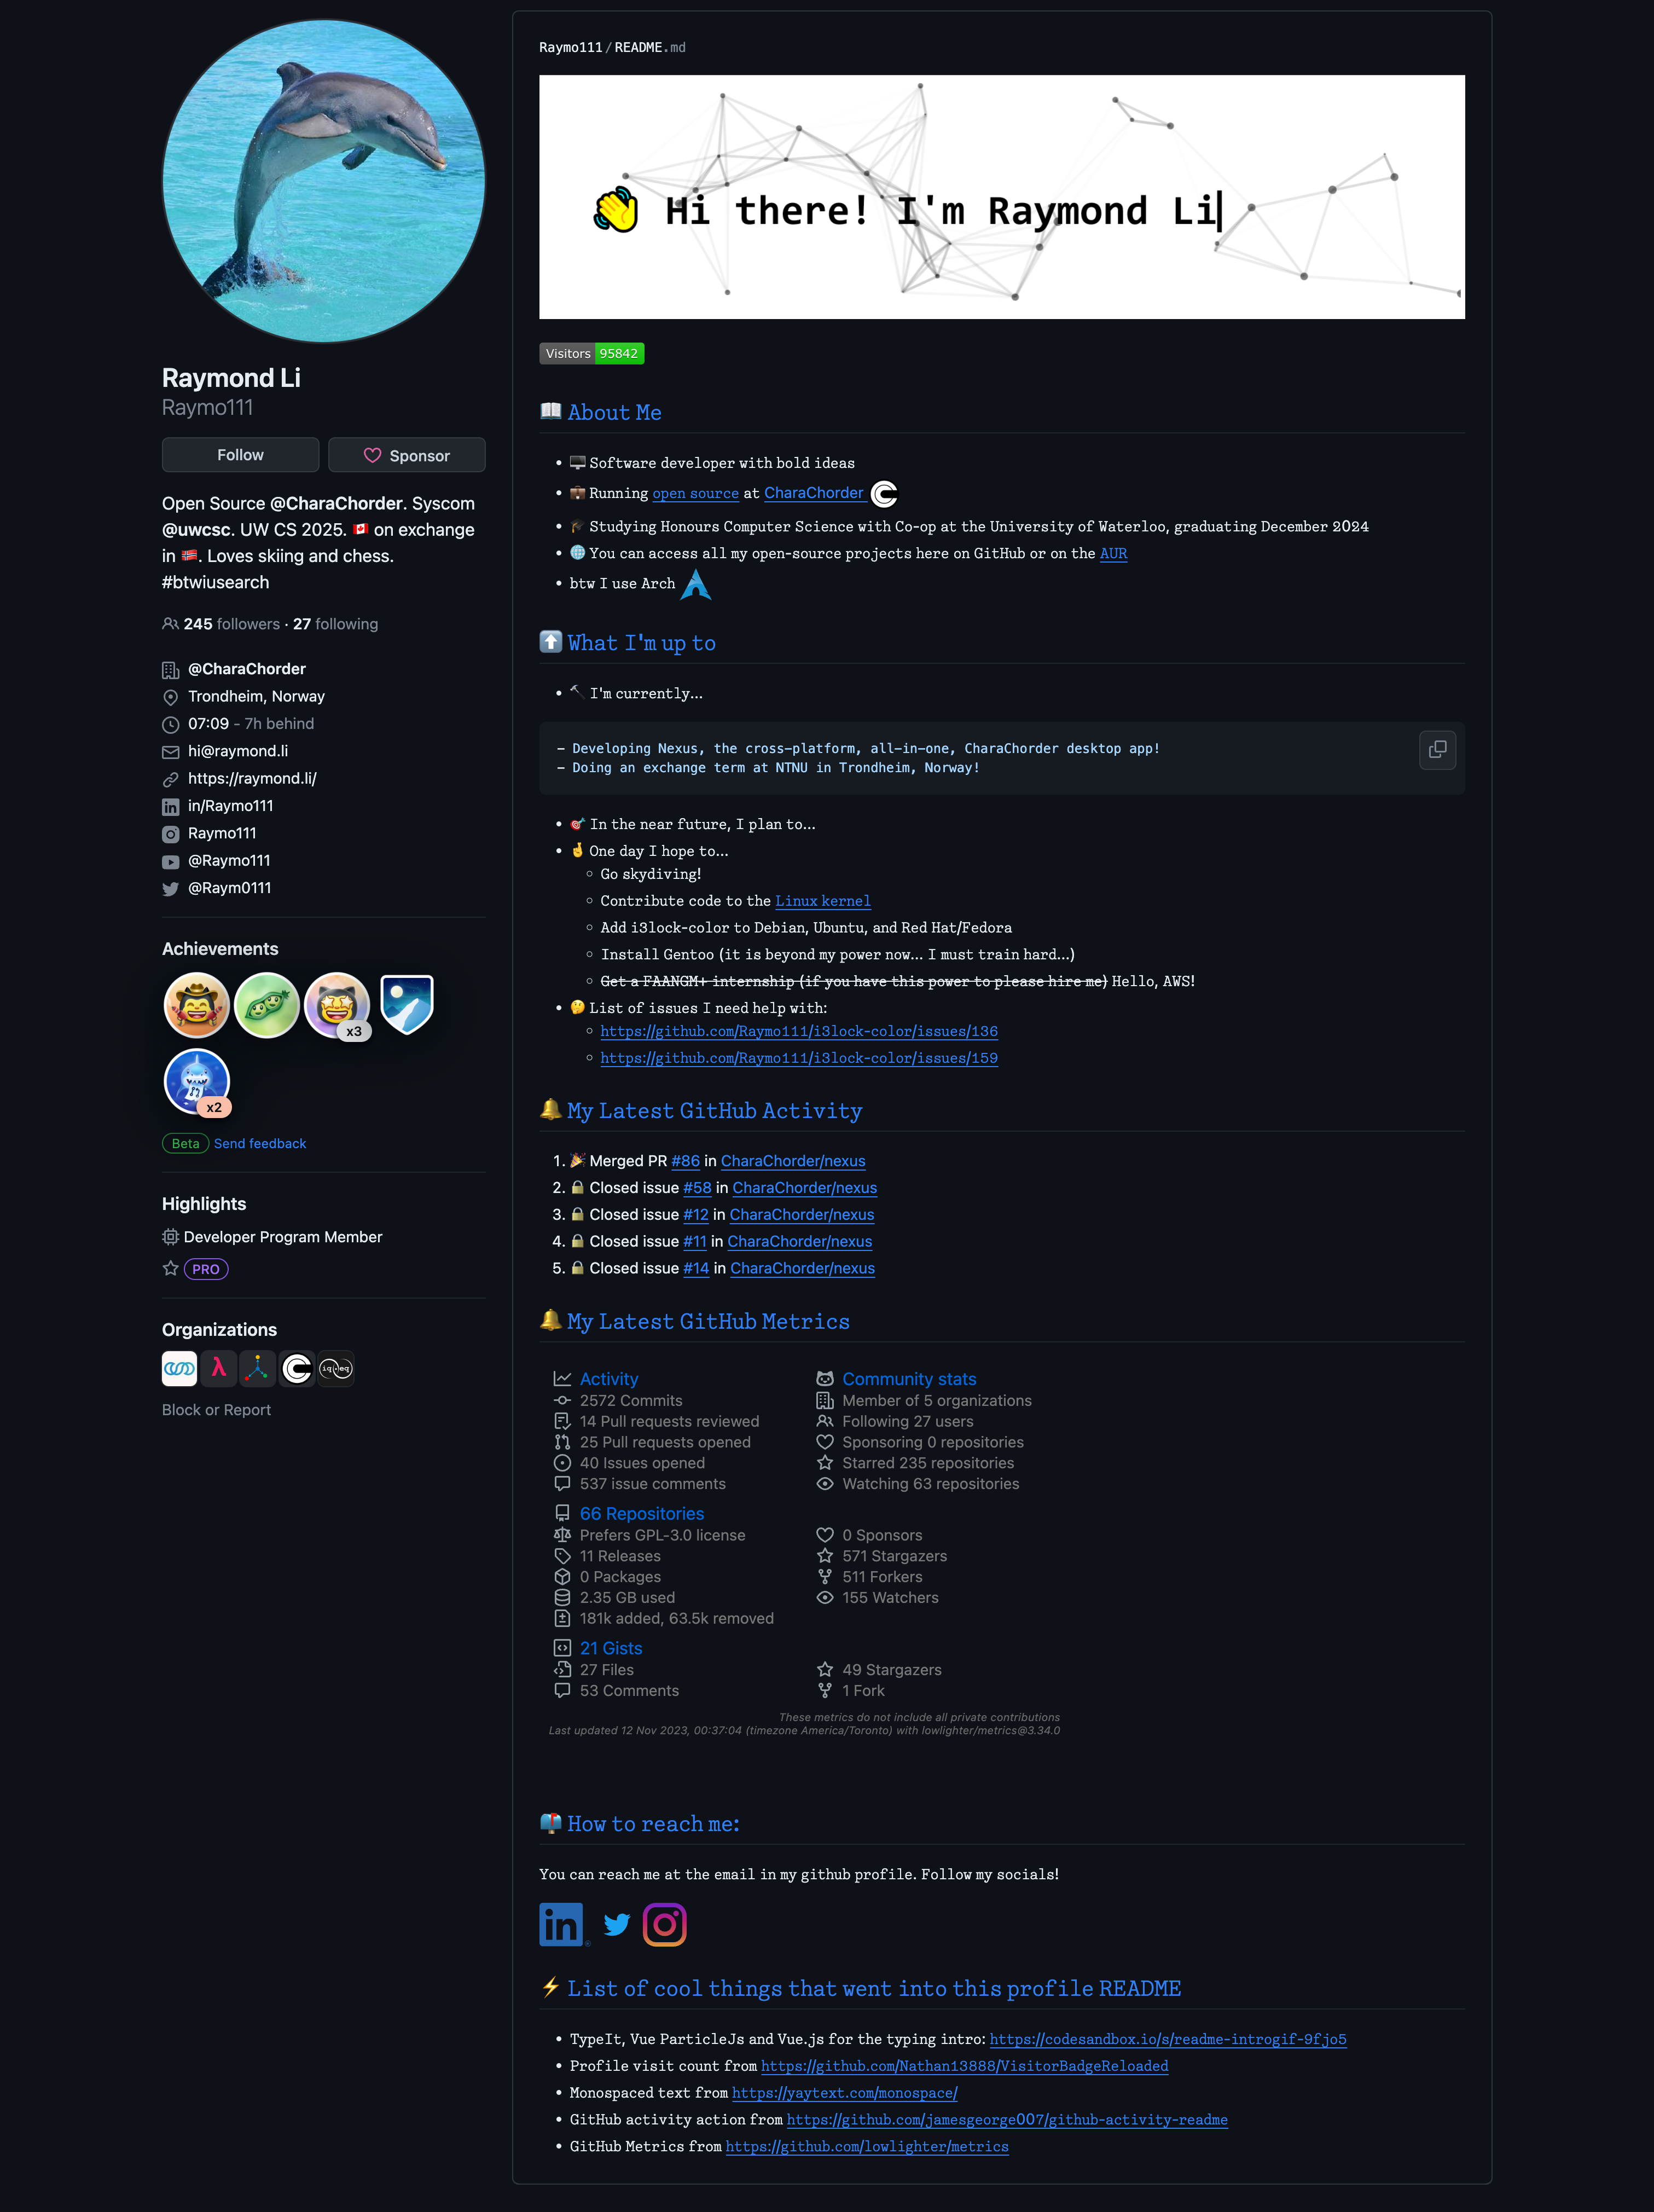 Raymond Li
Raymo111
Follow
Sponsor
Open Source @CharaChorder. Syscom
@uwcsc. UW CS 2025. 🇨🇦 on exchange
in 🇳🇴. Loves skiing and chess.
#btwiusearch
245 followers · 27 following
@CharaChorder
Trondheim, Norway
07:09 - 7h behind
hi@raymond.li
https://raymond.li/
in/Raymo111
Raymo111
@Raymo111
@Raym0111
Achievements
x3
x2
Beta Send feedback
Highlights
Developer Program Member
PRO
Organizations
λ
Block or Report
Raymo111/README.md
👋 Hi there! I'm Raymond Li
Visitors 95842
📖 About Me
🖥️ Software developer with bold ideas
💼 Running open source at CharaChorder
🎓 Studying Honours Computer Science with Co-op at the University of Waterloo, graduating December 2024
🌐 You can access all my open-source projects here on GitHub or on the AUR
btw I use Arch
⬆️ What I'm up to
🔨 I'm currently...
- Developing Nexus, the cross-platform, all-in-one, CharaChorder desktop app!
- Doing an exchange term at NTNU in Trondheim, Norway!
🎯 In the near future, I plan to...
🤞 One day I hope to...
Go skydiving!
Contribute code to the Linux kernel
Add i3lock-color to Debian, Ubuntu, and Red Hat/Fedora
Install Gentoo (it is beyond my power now... I must train hard...)
Get a FAANGM+ internship (if you have this power to please hire me) Hello, AWS!
🤔 List of issues I need help with:
https://github.com/Raymo111/i3lock-color/issues/136
https://github.com/Raymo111/i3lock-color/issues/159
🔔 My Latest GitHub Activity
1. 🎉 Merged PR #86 in CharaChorder/nexus
2. 🔒 Closed issue #58 in CharaChorder/nexus
3. 🔒 Closed issue #12 in CharaChorder/nexus
4. 🔒 Closed issue #11 in CharaChorder/nexus
5. 🔒 Closed issue #14 in CharaChorder/nexus
🔔 My Latest GitHub Metrics
Activity
2572 Commits
14 Pull requests reviewed
25 Pull requests opened
40 Issues opened
537 issue comments
Community stats
Member of 5 organizations
Following 27 users
Sponsoring 0 repositories
Starred 235 repositories
Watching 63 repositories
66 Repositories
Prefers GPL-3.0 license
11 Releases
0 Packages
2.35 GB used
181k added, 63.5k removed
0 Sponsors
571 Stargazers
511 Forkers
155 Watchers
21 Gists
27 Files
53 Comments
49 Stargazers
1 Fork
These metrics do not include all private contributions
Last updated 12 Nov 2023, 00:37:04 (timezone America/Toronto) with lowlighter/metrics@3.34.0
📫 How to reach me:
You can reach me at the email in my github profile. Follow my socials!
in
⚡ List of cool things that went into this profile README
TypeIt, Vue ParticleJs and Vue.js for the typing intro: https://codesandbox.io/s/readme-introgif-9fjo5
Profile visit count from https://github.com/Nathan13888/VisitorBadgeReloaded
Monospaced text from https://yaytext.com/monospace/
GitHub activity action from https://github.com/jamesgeorge007/github-activity-readme
GitHub Metrics from https://github.com/lowlighter/metrics